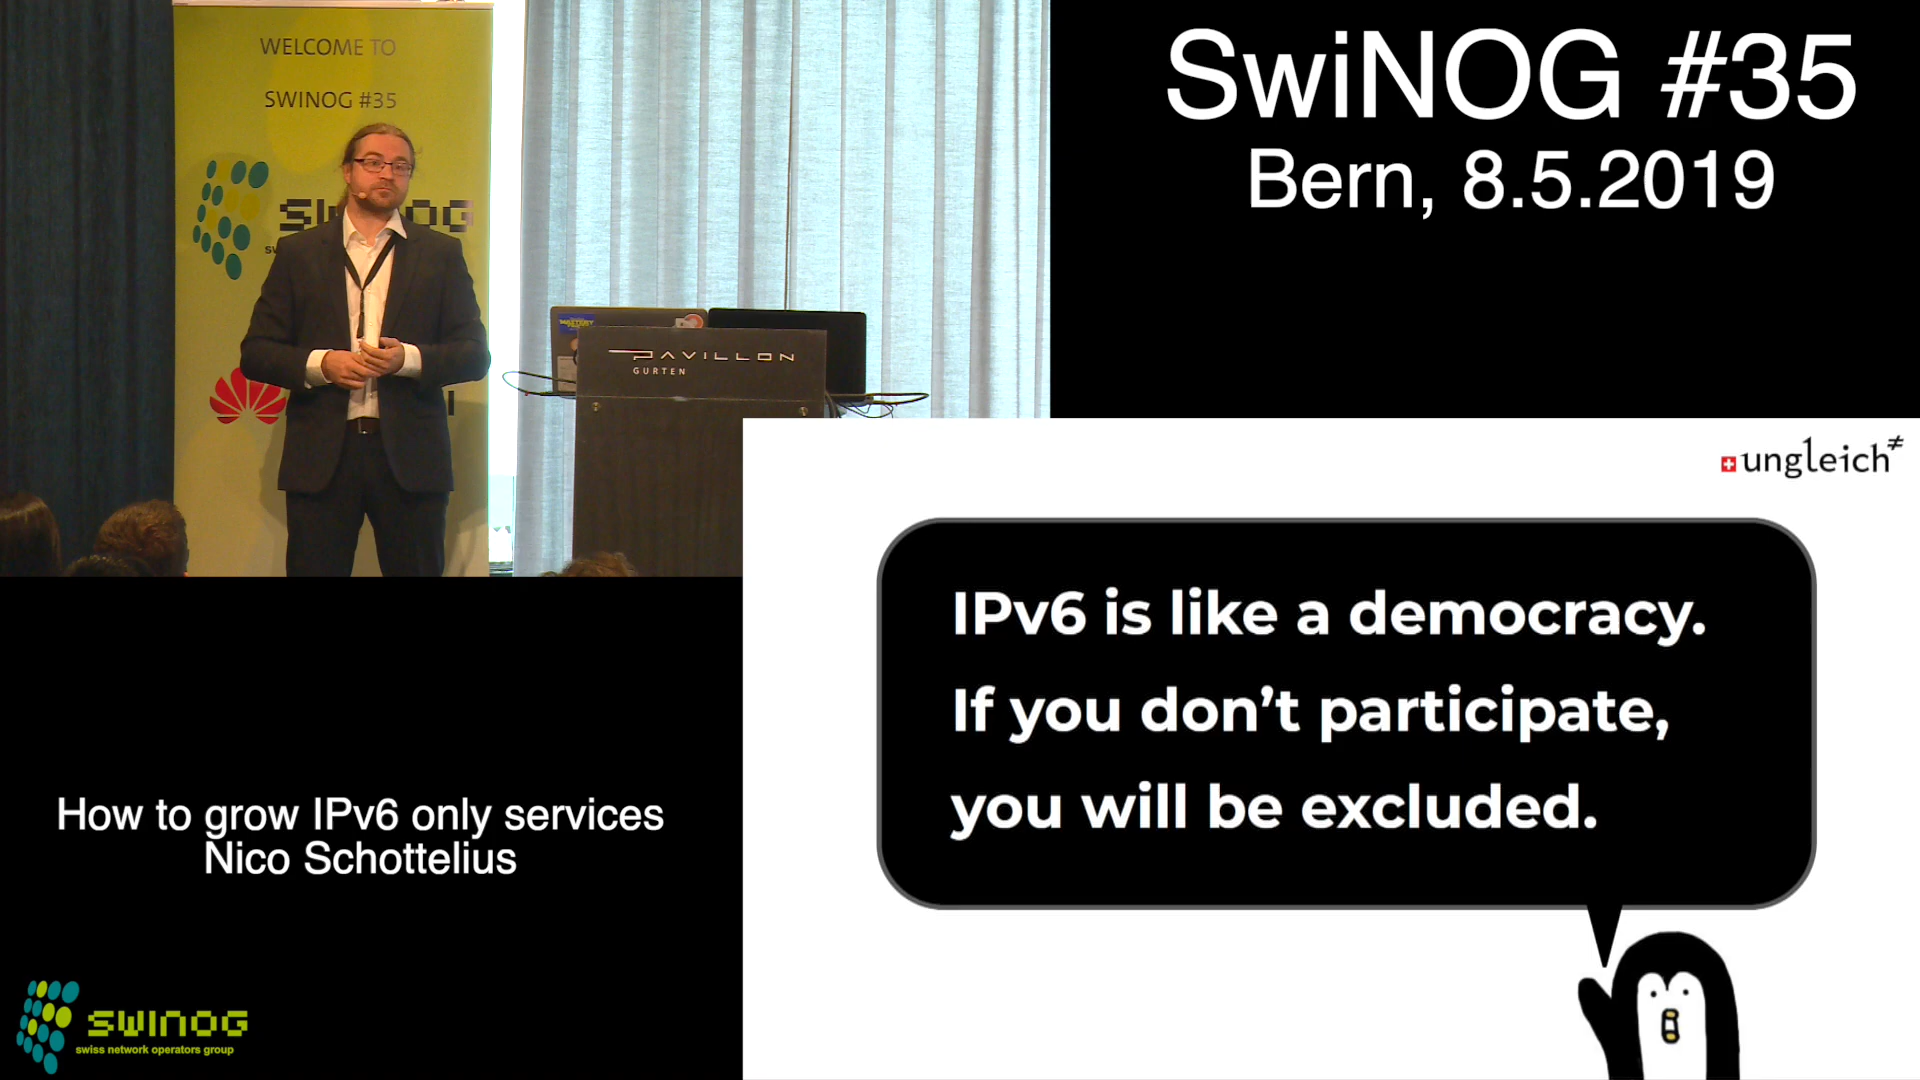 WELCOME TO
SWINOG #35
PAVILLON
GURTEN
SwiNOG #35
Bern, 8.5.2019
ungleich≠
IPv6 is like a democracy.
If you don’t participate,
you will be excluded.
How to grow IPv6 only services
Nico Schottelius
swinog
swiss network operators group